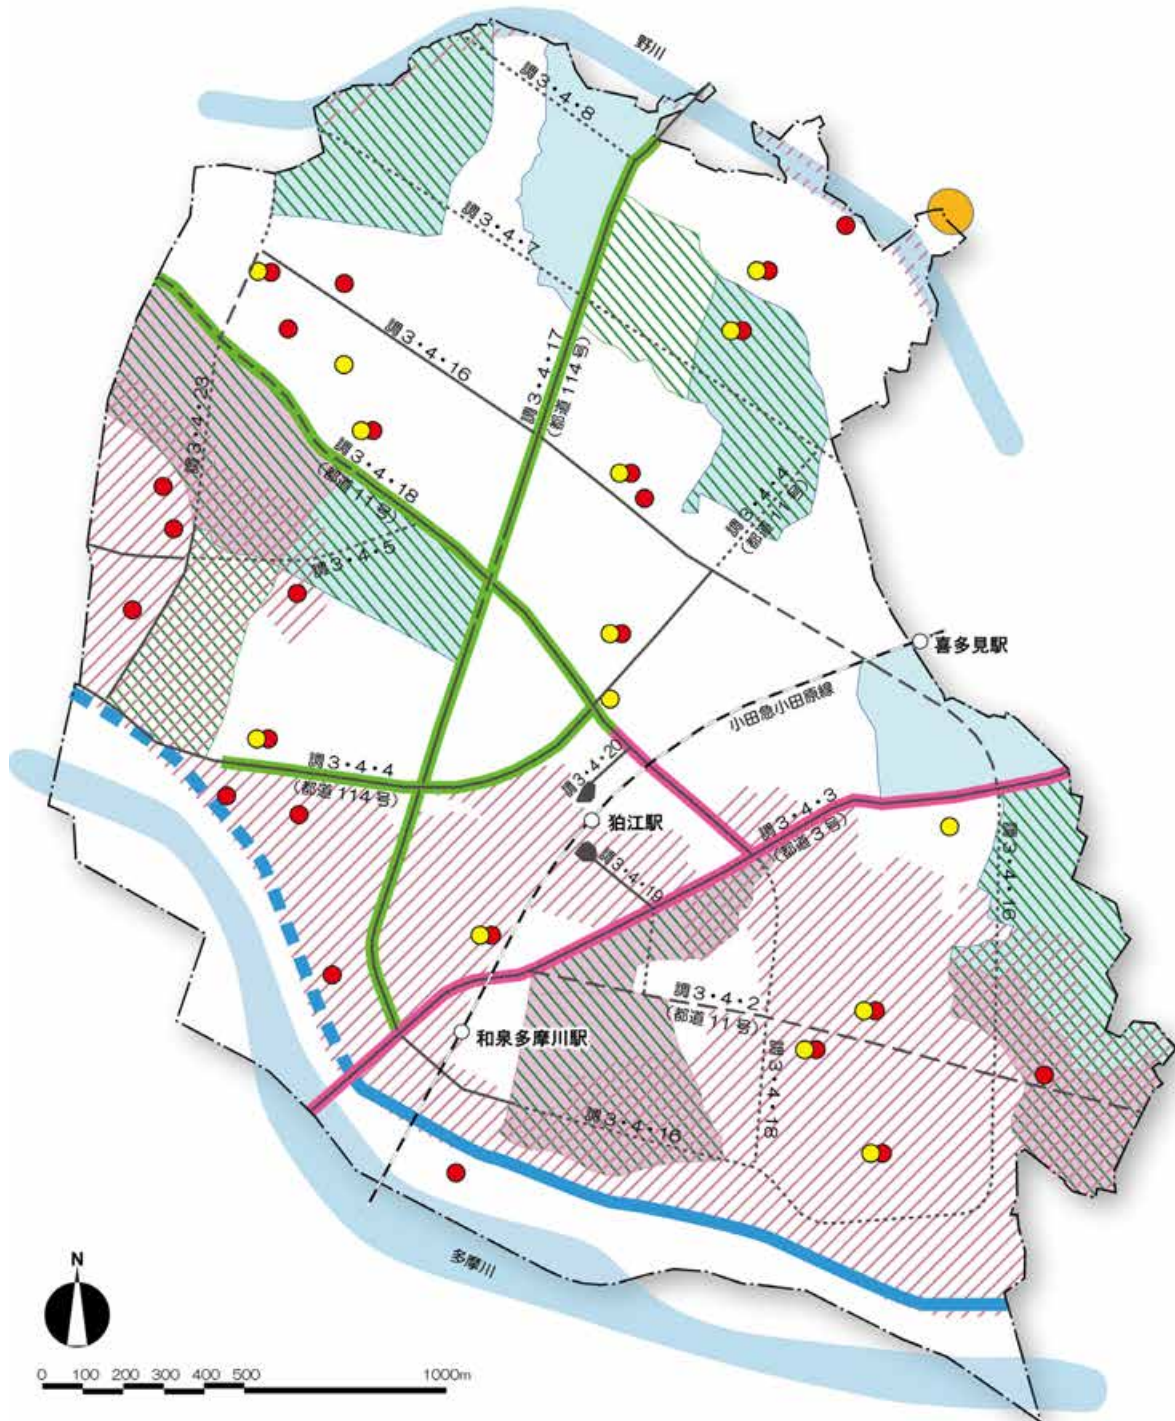 野川
調3・4・8
調3・4・7
調3・4・16
調3・4・17
(都道114号)
調3・4・23
調3・4・18
(都道11号)
調3・4・5
調3・4・4
(都道11号)
喜多見駅
小田急小田原線
調3・4・20
調3・4・4
(都道114号)
狛江駅
調3・4・3
(都道3号)
調3・4・19
調3・4・16
調3・4・2
(都道11号)
和泉多摩川駅
調3・4・18
調3・4・16
多摩川
N
0 100 200 300 400 500 1000m